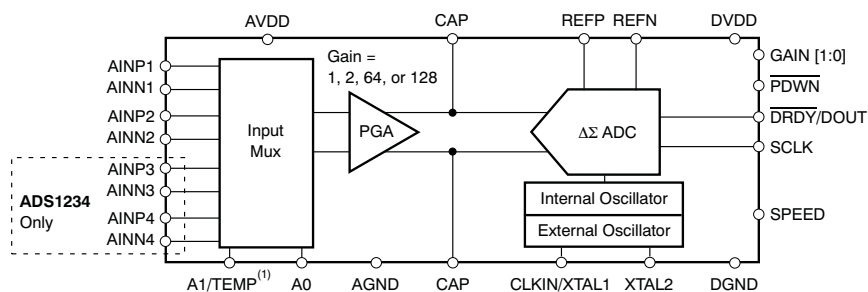 AVDD
CAP
REFP
REFN
DVDD
AINP1
AINN1
AINP2
AINN2
AINP3
AINN3
AINP4
AINN4
ADS1234
Only
Input
Mux
Gain =
1, 2, 64, or 128
PGA
ΔΣ ADC
Internal Oscillator
External Oscillator
GAIN [1:0]
PDWN
DRDY/DOUT
SCLK
SPEED
A1/TEMP(1)
A0
AGND
CAP
CLKIN/XTAL1
XTAL2
DGND